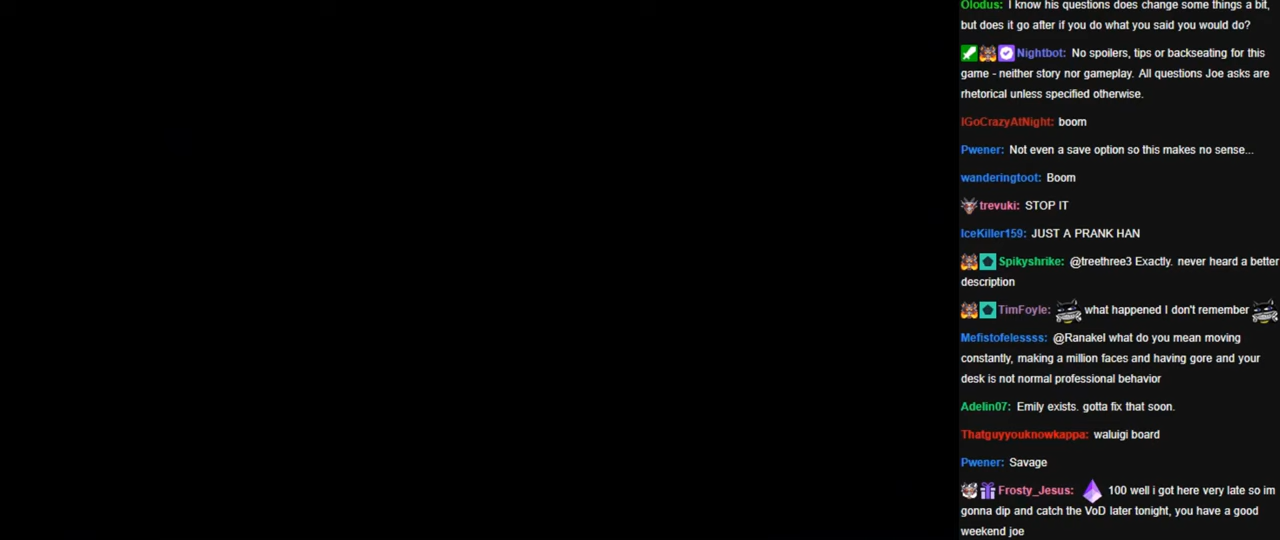 Olodus: I know his questions does change some things a bit,
but does it go after if you do what you said you would do?
Nightbot: No spoilers, tips or backseating for this
game - neither story nor gameplay. All questions Joe asks are
rhetorical unless specified otherwise.
IGoCrazyAtNight: boom
Pwener: Not even a save option so this makes no sense...
wanderingtoot: Boom
trevuki: STOP IT
IceKiller159: JUST A PRANK HAN
Spikyshrike: @treethree3 Exactly. never heard a better
description
TimFoyle: what happened I don't remember
Mefistofelessss: @Ranakel what do you mean moving
constantly, making a million faces and having gore and your
desk is not normal professional behavior
Adelin07: Emily exists. gotta fix that soon.
Thatguyyouknowkappa: waluigi board
Pwener: Savage
Frosty_Jesus: 100 well i got here very late so im
gonna dip and catch the VoD later tonight, you have a good
weekend joe